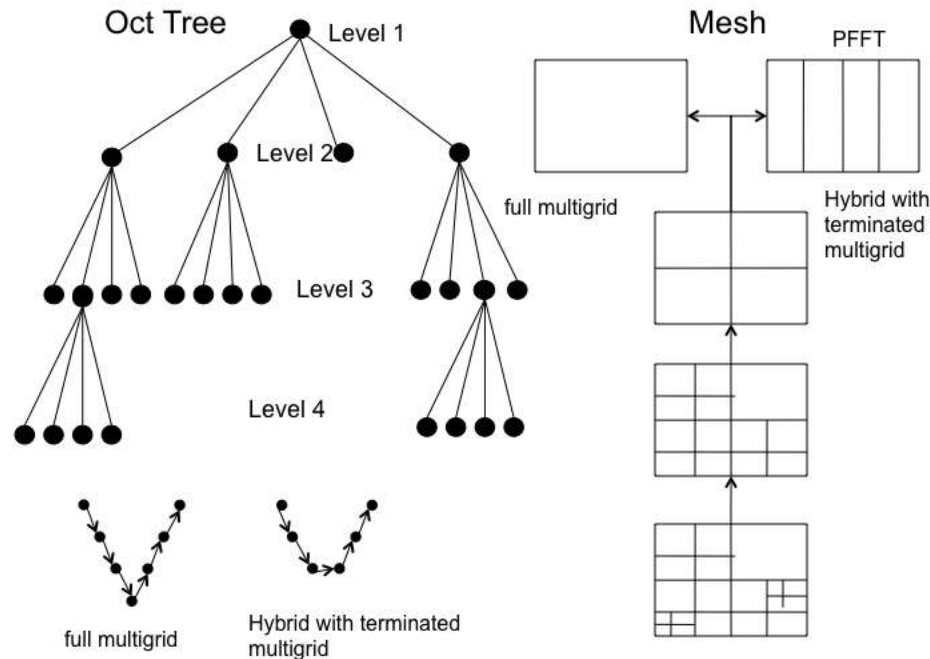 Oct Tree
Level 1
Level 2
Level 3
Level 4
full multigrid
Hybrid with terminated
multigrid
Mesh
PFFT
full multigrid
Hybrid with
terminated
multigrid